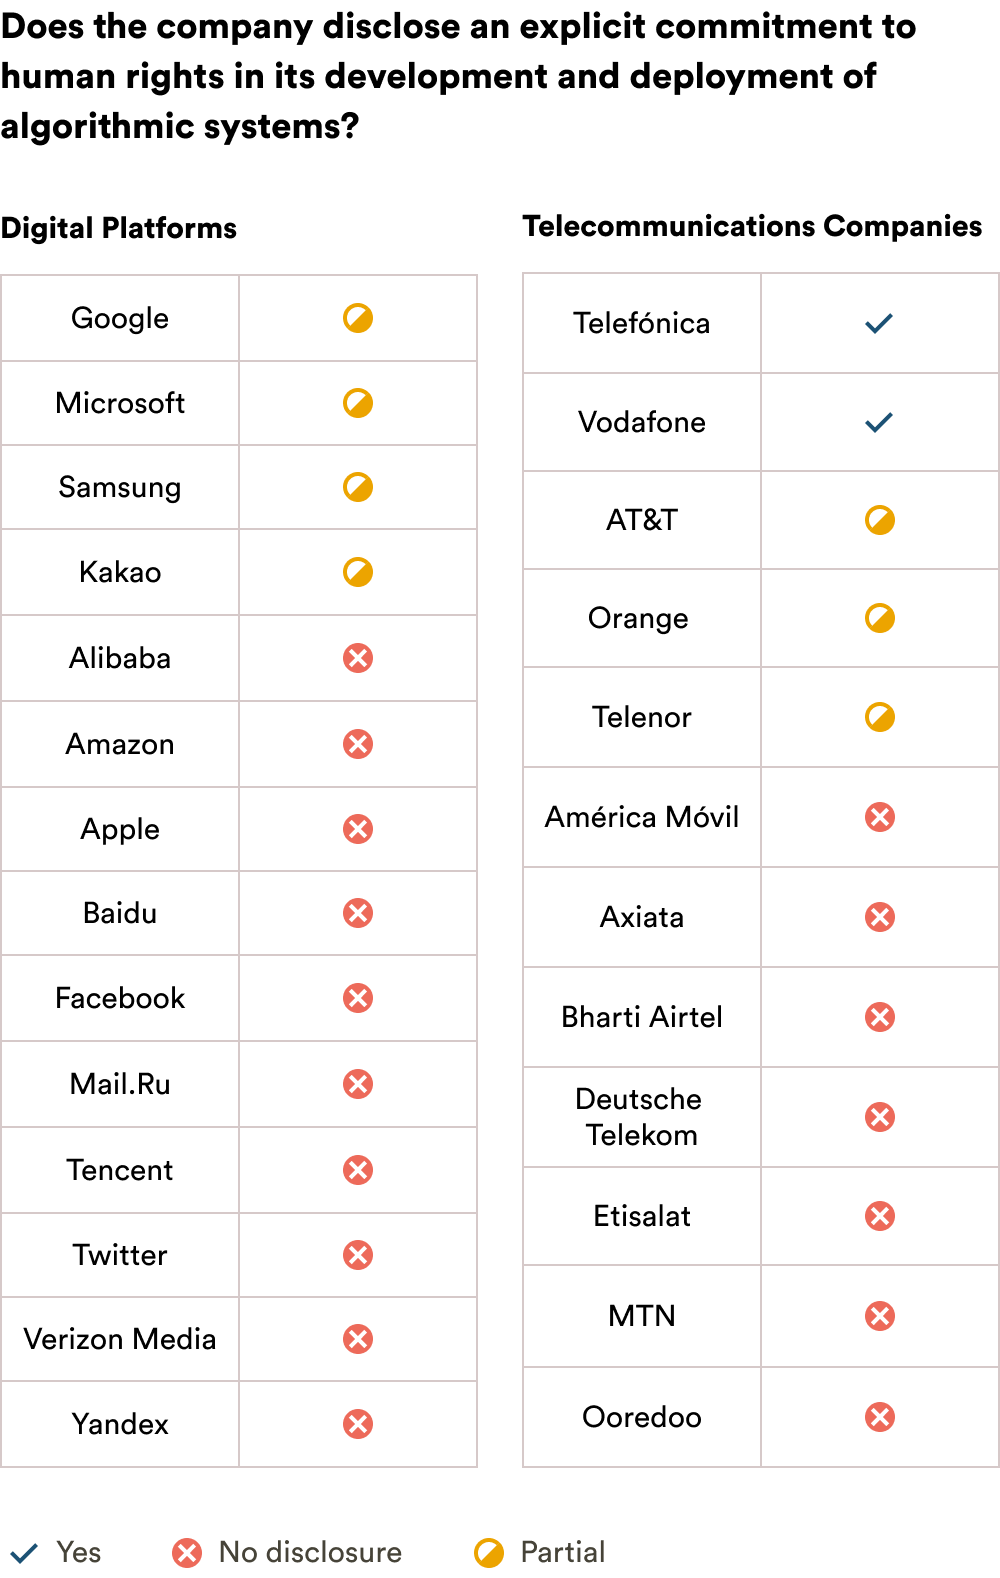 Does the company disclose an explicit commitment to
human rights in its development and deployment of
algorithmic systems?
Digital Platforms
Google
Microsoft
Samsung
Kakao
Alibaba
Amazon
Apple
Baidu
Facebook
Mail.Ru
Tencent
Twitter
Verizon Media
Yandex
Telecommunications Companies
Telefónica
Vodafone
AT&T
Orange
Telenor
América Móvil
Axiata
Bharti Airtel
Deutsche
Telekom
Etisalat
MTN
Ooredoo
Yes
No disclosure
Partial